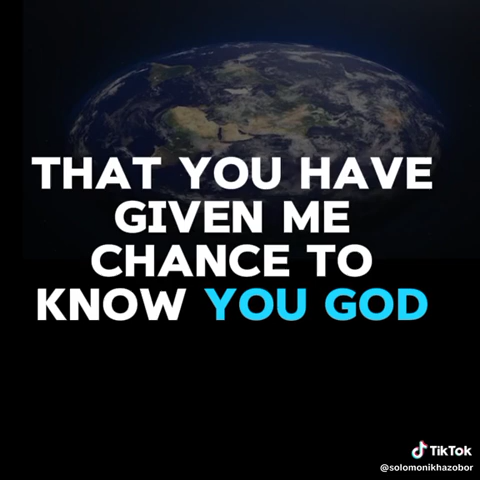 THAT YOU HAVE
GIVEN ME
CHANCE TO
KNOW YOU GOD
TikTok
@solomonikhazobor